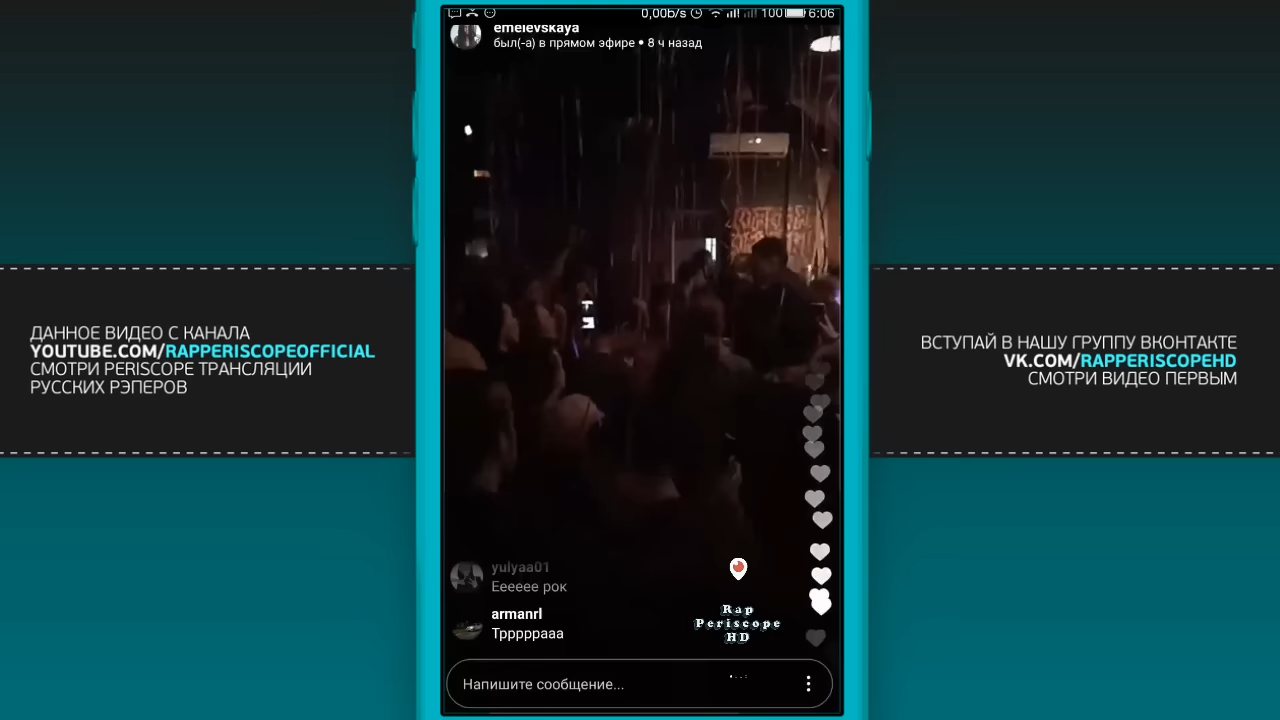 0,00b/s 100 6:06
emelevskaya
был(-а) в прямом эфире • 8 ч назад
ДАННОЕ ВИДЕО С КАНАЛА
YOUTUBE.COM/RAPPERISCOPEOFFICIAL
СМОТРИ PERISCOPE ТРАНСЛЯЦИИ
РУССКИХ РЭПЕРОВ
ВСТУПАЙ В НАШУ ГРУППУ ВКОНТАКТЕ
VK.COM/RAPPERISCOPEHD
СМОТРИ ВИДЕО ПЕРВЫМ
yulyaa01
Еееееe рок
armanrl
Трррррааа
Rap
Periscope
HD
Напишите сообщение...